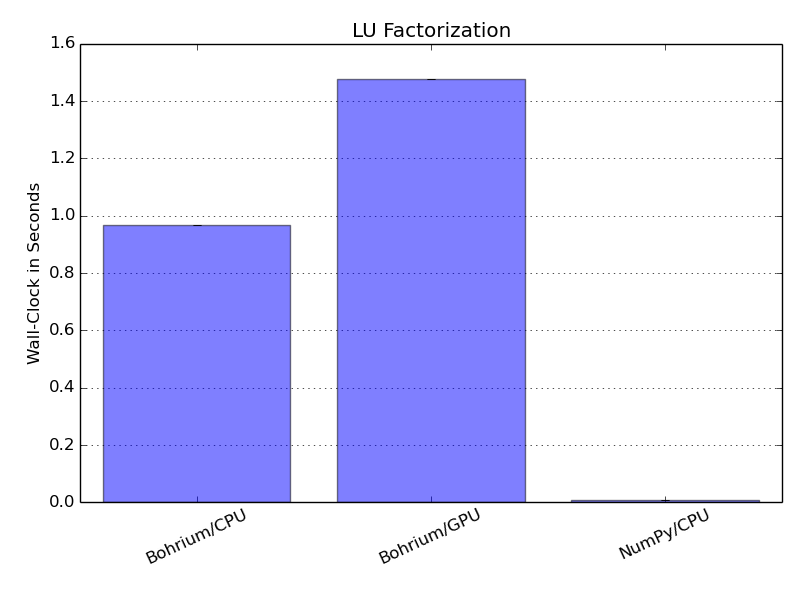 LU Factorization
1.6
1.4
1.2
1.0
0.8
0.6
0.4
0.2
0.0
Wall-Clock in Seconds
Bohrium/CPU
Bohrium/GPU
NumPy/CPU